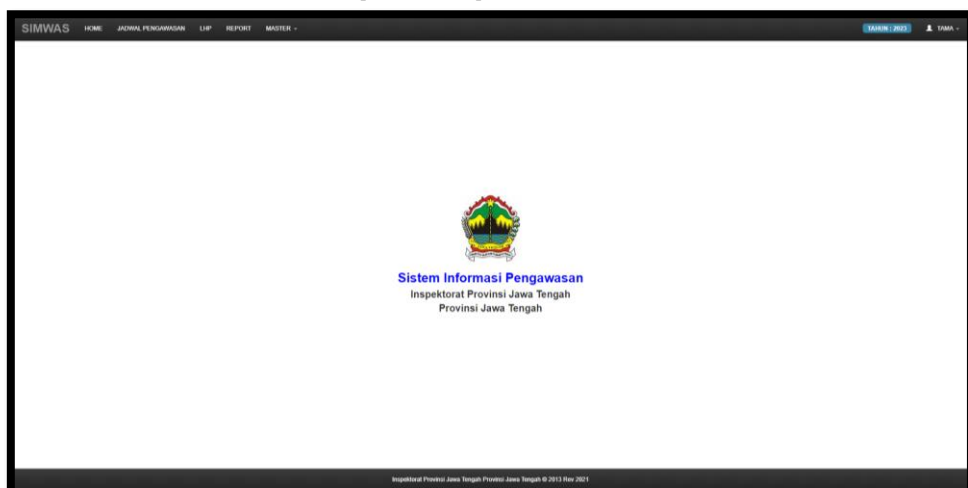 SIMWAS HOME JADWAL PENGAWASAN LHP REPORT MASTER TAHUN : 2023 TAMA
Sistem Informasi Pengawasan
Inspektorat Provinsi Jawa Tengah
Provinsi Jawa Tengah
Inspektorat Provinsi Jawa Tengah Provinsi Jawa Tengah © 2013 Rev 2021